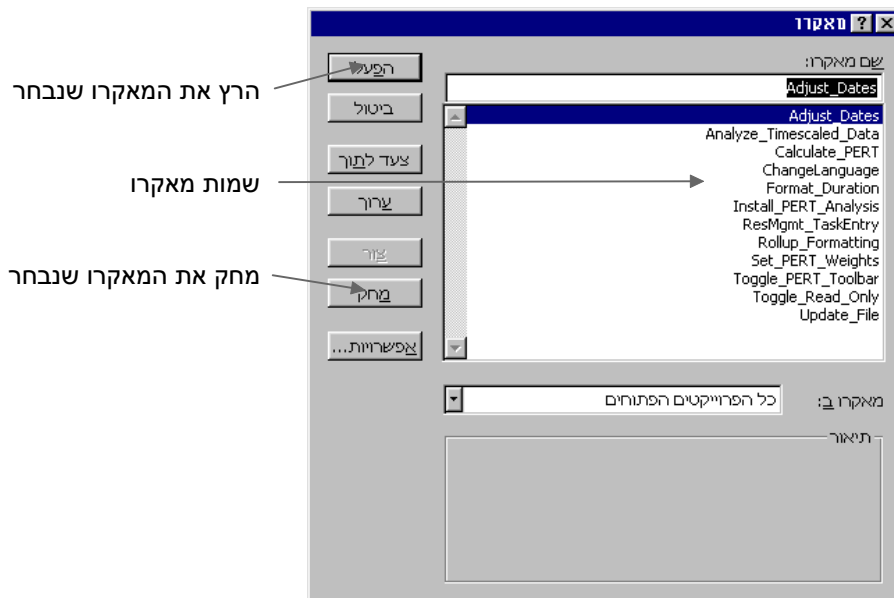 מאקרו
שם מאקרו:
Adjust_Dates
Adjust_Dates
Analyze_Timescaled_Data
Calculate_PERT
ChangeLanguage
Format_Duration
Install_PERT_Analysis
ResMgmt_TaskEntry
Rollup_Formatting
Set_PERT_Weights
Toggle_PERT_Toolbar
Toggle_Read_Only
Update_File
הפעל
ביטול
צעד לתוך
ערוך
צור
מחק
אפשרויות...
מאקרו ב:
כל הפרוייקטים הפתוחים
תיאור
הרץ את המאקרו שנבחר
שמות מאקרו
מחק את המאקרו שנבחר